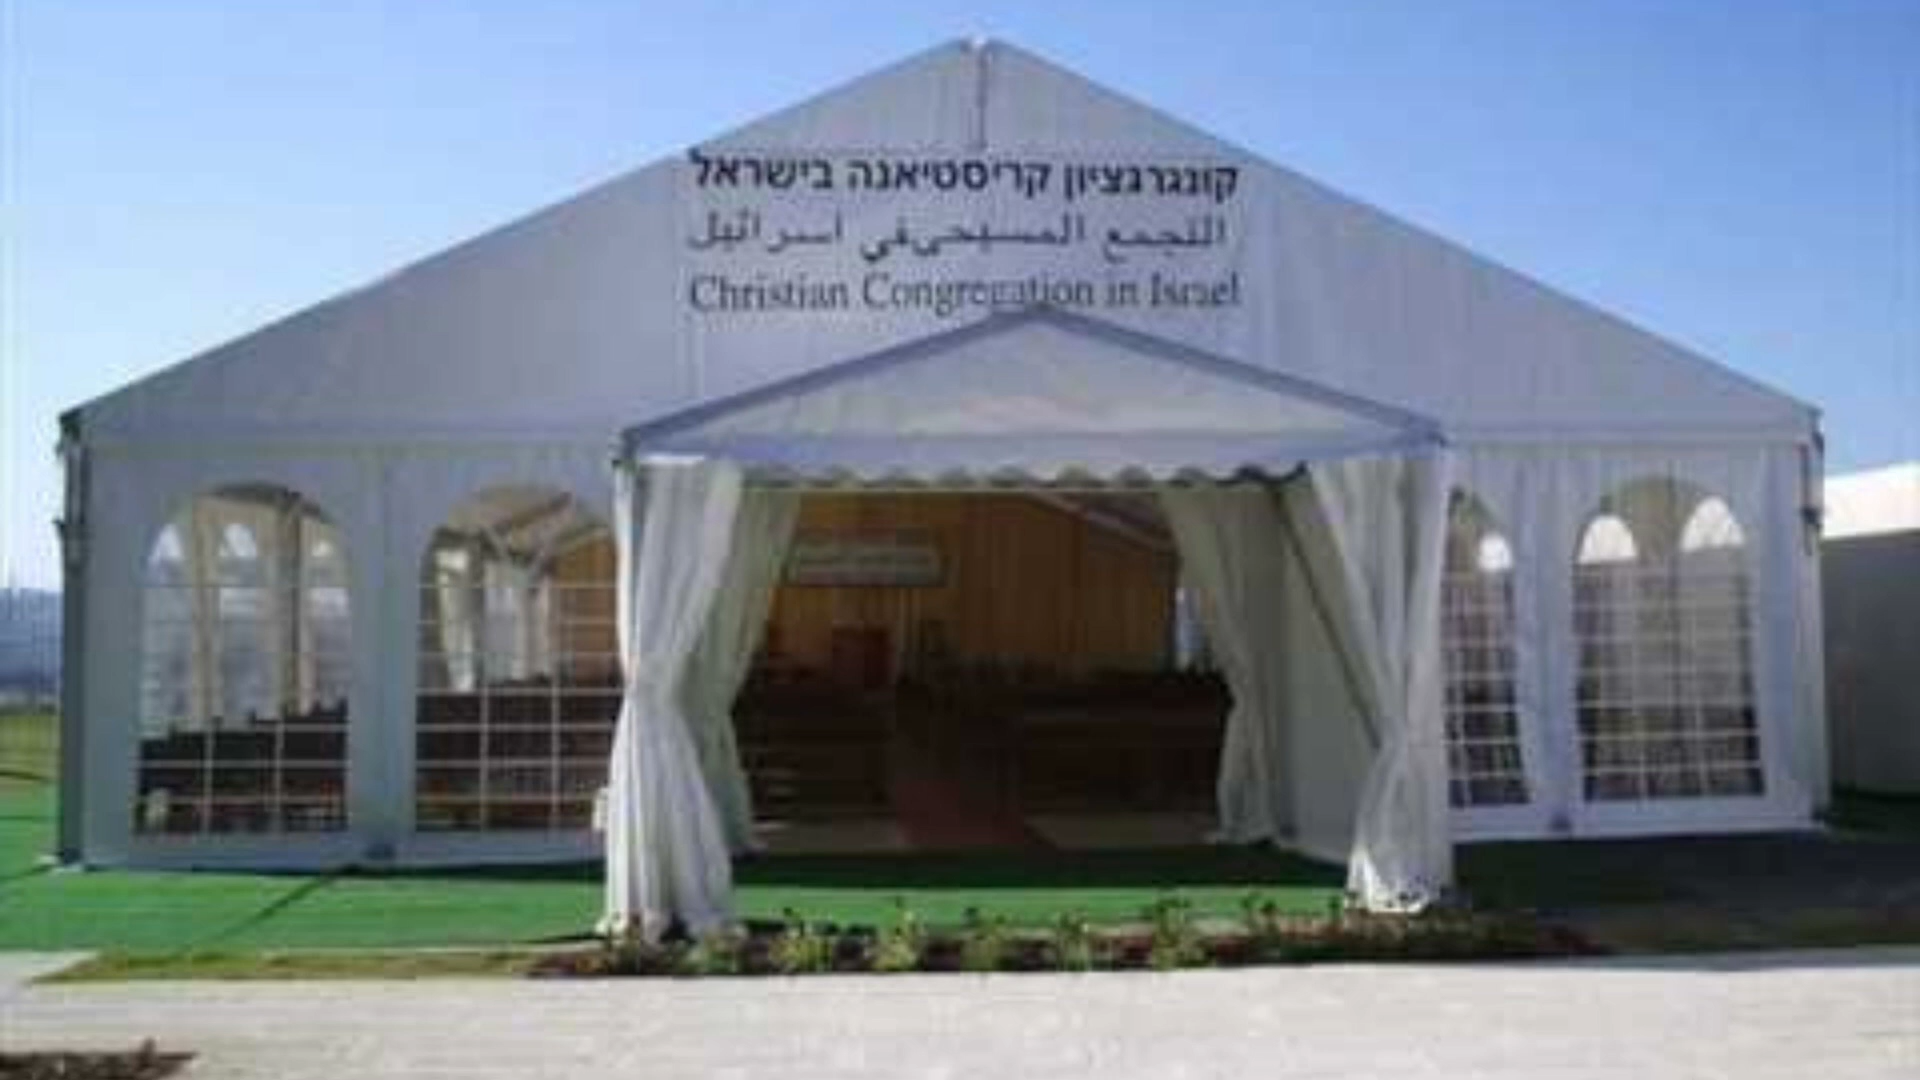 קונגרגציון קריסטיאנה בישראל
التجمع المسيحي في اسرائيل
Christian Congregation in Israel